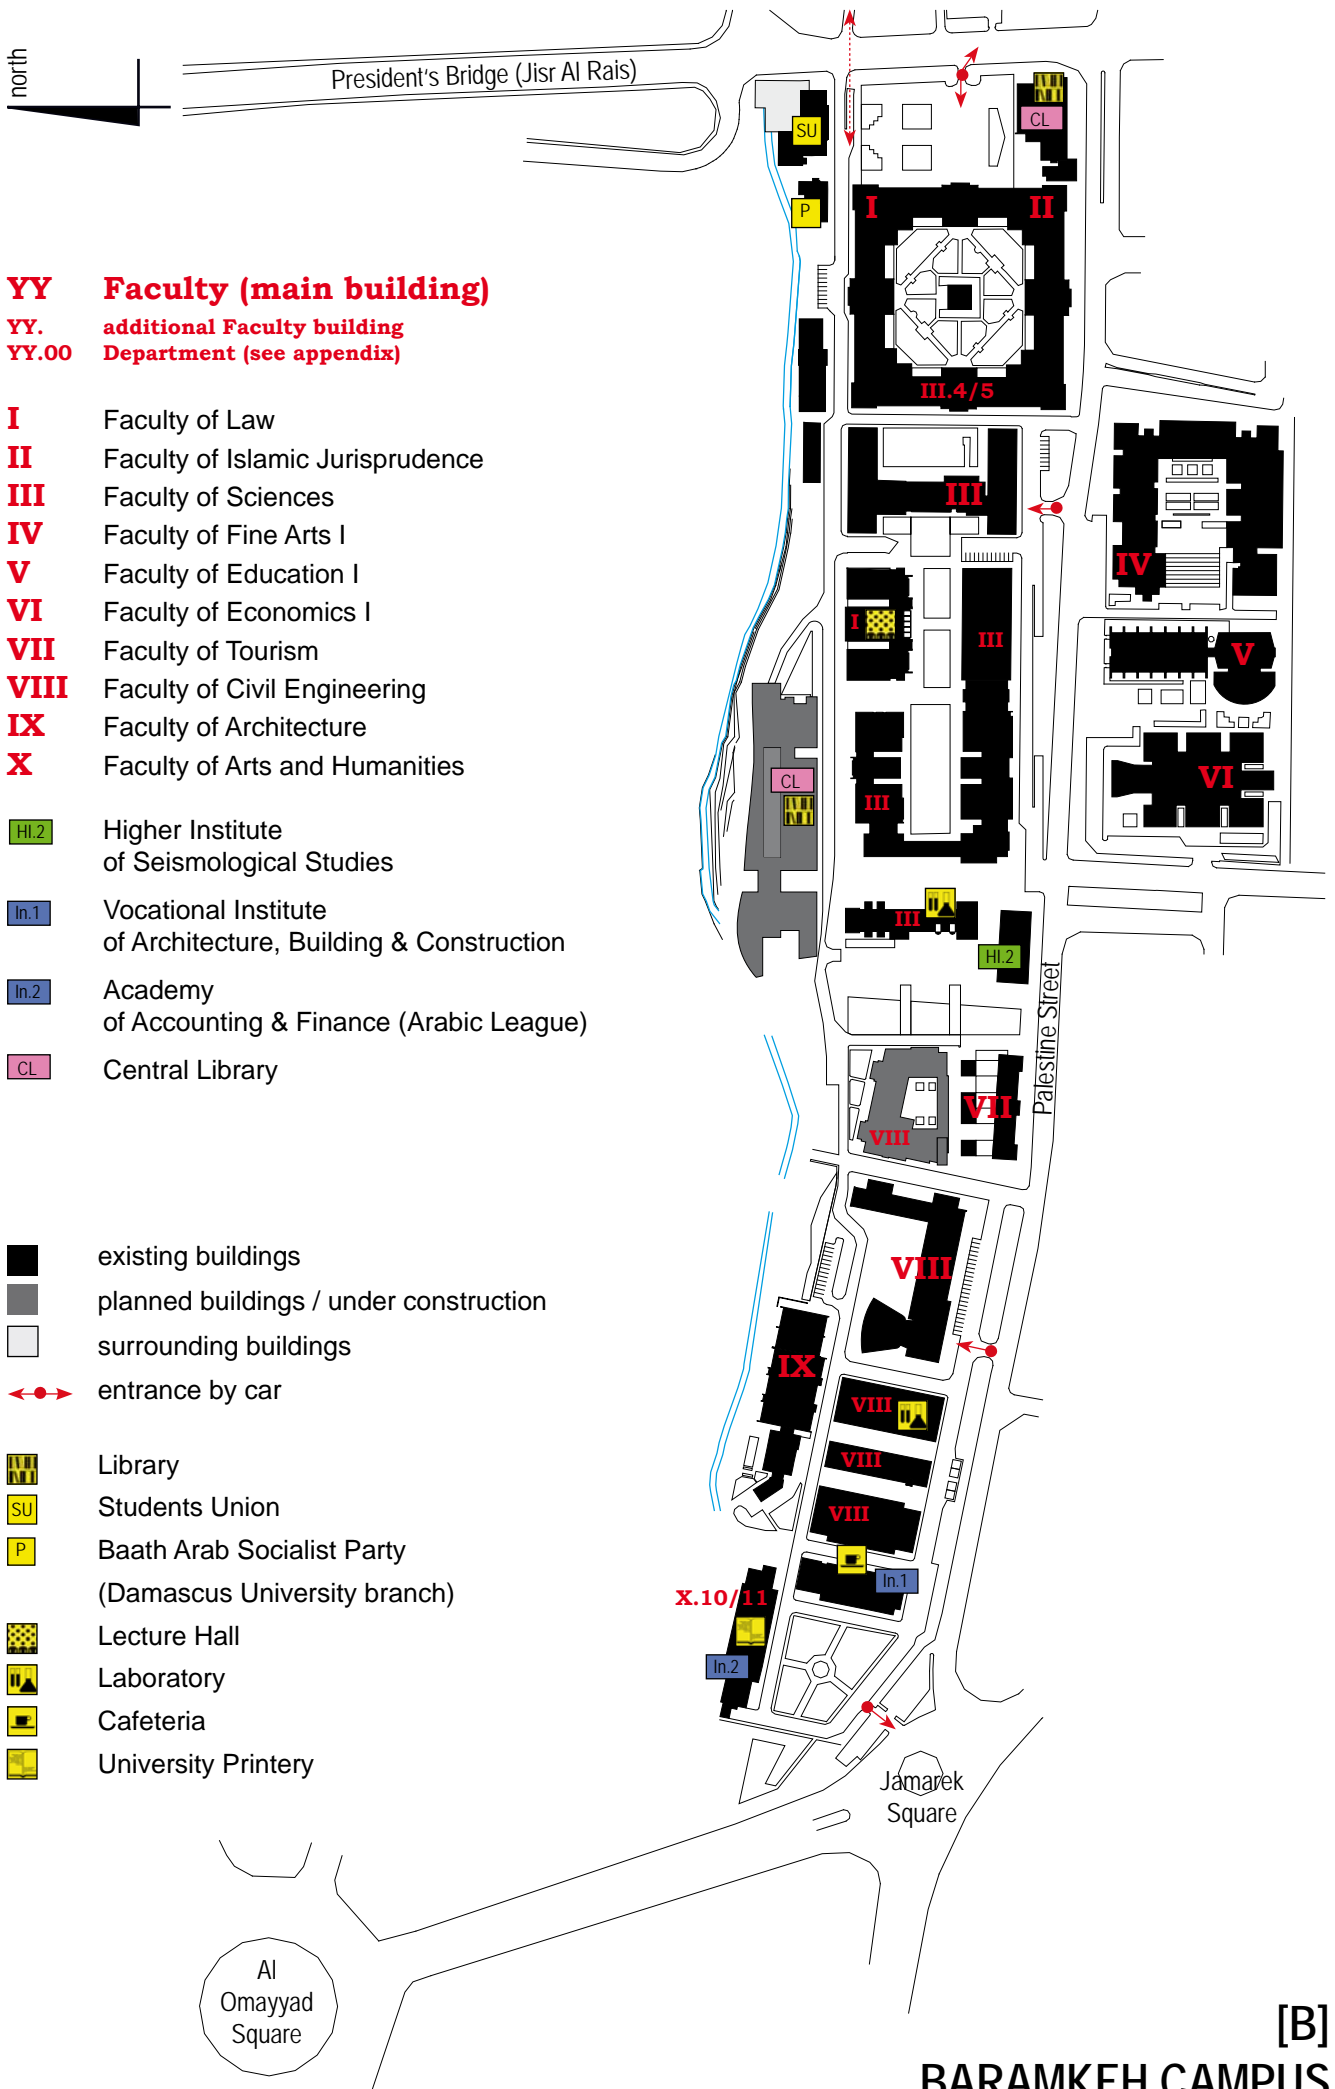 north
President's Bridge (Jisr Al Rais)
SU
P
CL
I
II
III.4/5
YY Faculty (main building)
YY. additional Faculty building
YY.00 Department (see appendix)
I Faculty of Law
II Faculty of Islamic Jurisprudence
III Faculty of Sciences
IV Faculty of Fine Arts I
V Faculty of Education I
VI Faculty of Economics I
VII Faculty of Tourism
VIII Faculty of Civil Engineering
IX Faculty of Architecture
X Faculty of Arts and Humanities
HI.2 Higher Institute
of Seismological Studies
In.1 Vocational Institute
of Architecture, Building & Construction
In.2 Academy
of Accounting & Finance (Arabic League)
CL Central Library
III
IV
I
III
V
CL
III
VI
III
HI.2
Palestine Street
VII
VIII
VIII
IX
VIII
VIII
VIII
In.1
X.10/11
In.2
existing buildings
planned buildings / under construction
surrounding buildings
entrance by car
Library
SU Students Union
P Baath Arab Socialist Party
(Damascus University branch)
Lecture Hall
Laboratory
Cafeteria
University Printery
Jamarek
Square
Al
Omayyad
Square
[B]
BARAMKEH CAMPUS